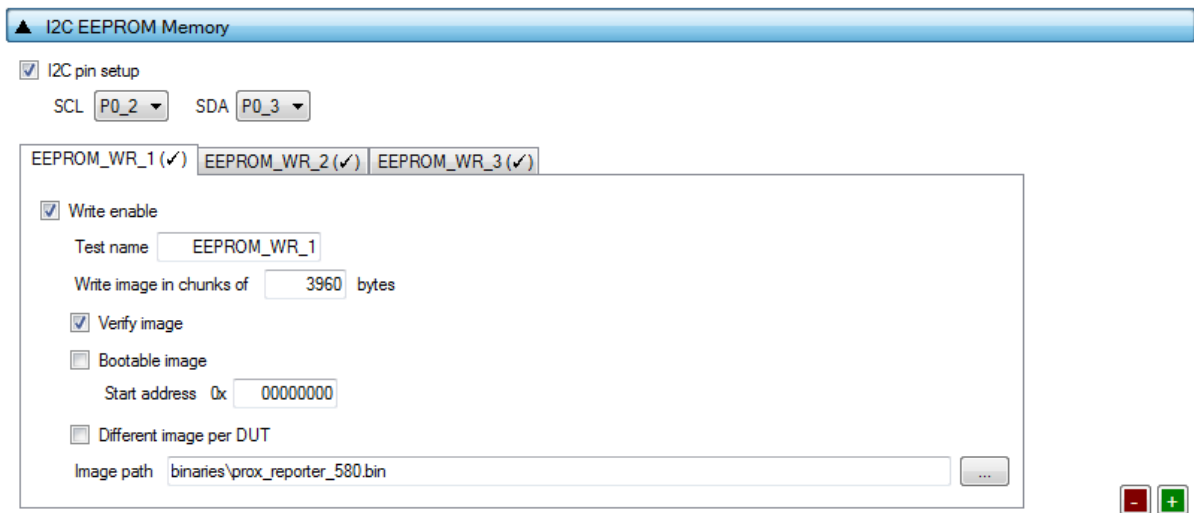 I2C EEPROM Memory
I2C pin setup
SCL P0_2 SDA P0_3
EEPROM_WR_1 (✓) EEPROM_WR_2 (✓) EEPROM_WR_3 (✓)
Write enable
Test name EEPROM_WR_1
Write image in chunks of 3960 bytes
Verify image
Bootable image
Start address 0x 00000000
Different image per DUT
Image path binaries\prox_reporter_580.bin ...
- +